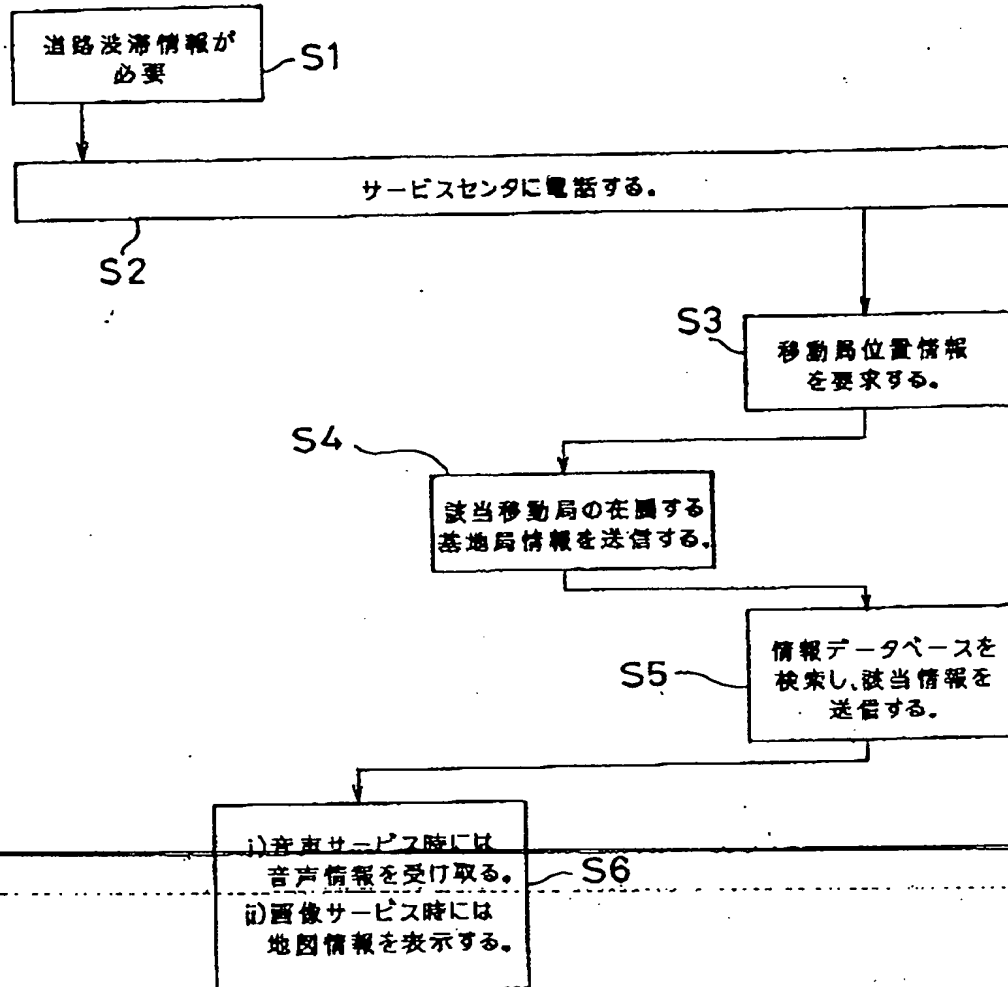 道路渋滞情報が
必要
S1
サービスセンタに電話する。
S2
S3
移動局位置情報
を要求する。
S4
該当移動局の在圏する
基地局情報を送信する。
S5
情報データベースを
検索し、該当情報を
送信する。
i)音声サービス時には
音声情報を受け取る。
S6
ii)画像サービス時には
地図情報を表示する。